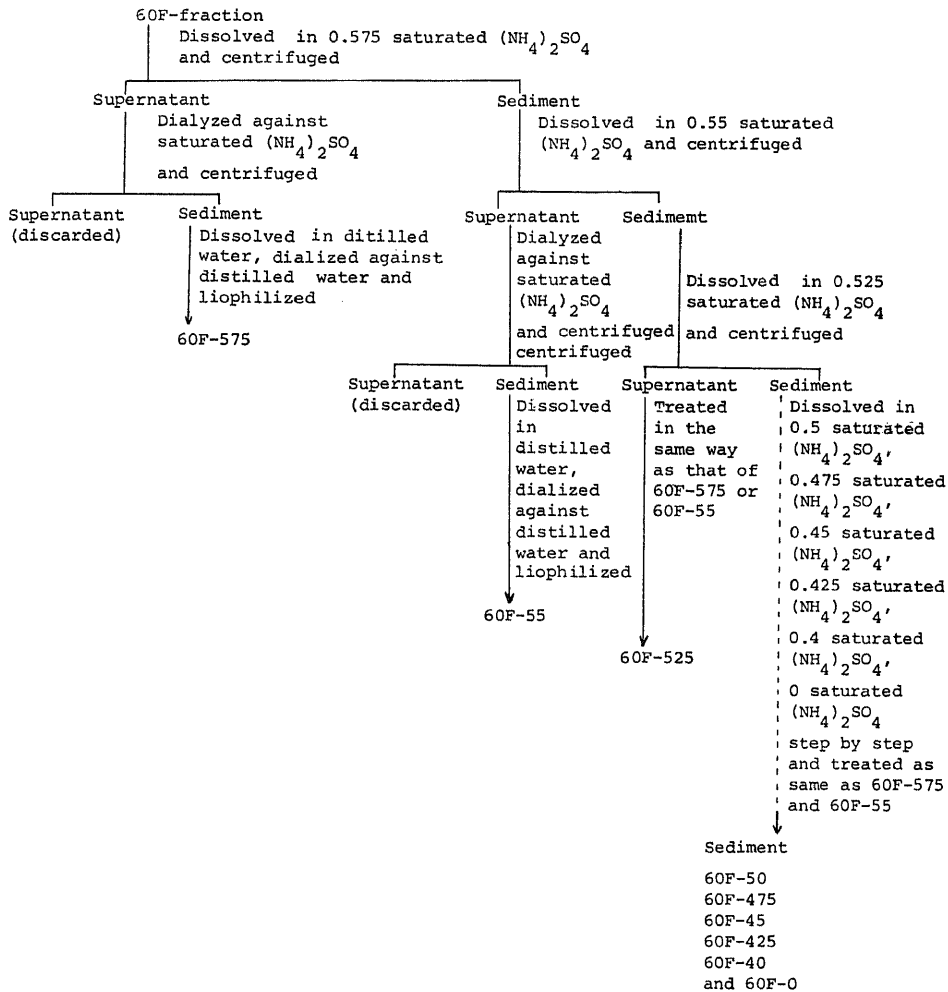 60F-fraction
Dissolved in 0.575 saturated (NH4)2SO4
and centrifuged
Supernatant
Dialyzed against
saturated (NH4)2SO4
and centrifuged
Sediment
Dissolved in 0.55 saturated
(NH4)2SO4 and centrifuged
Supernatant
(discarded)
Sediment
Dissolved in ditilled
water, dialized against
distilled water and
liophilized
60F-575
Supernatant
Dialyzed
against
saturated
(NH4)2SO4
and centrifuged
centrifuged
Sedimemt
Dissolved in 0.525
saturated (NH4)2SO4
and centrifuged
Supernatant
(discarded)
Sediment
Dissolved
in
distilled
water,
dialized
against
distilled
water and
liophilized
60F-55
Supernatant
Treated
in the
same way
as that of
60F-575 or
60F-55
60F-525
Sediment
Dissolved in
0.5 saturated
(NH4)2SO4,
0.475 saturated
(NH4)2SO4,
0.45 saturated
(NH4)2SO4,
0.425 saturated
(NH4)2SO4,
0.4 saturated
(NH4)2SO4,
0 saturated
(NH4)2SO4
step by step
and treated as
same as 60F-575
and 60F-55
Sediment
60F-50
60F-475
60F-45
60F-425
60F-40
and 60F-0